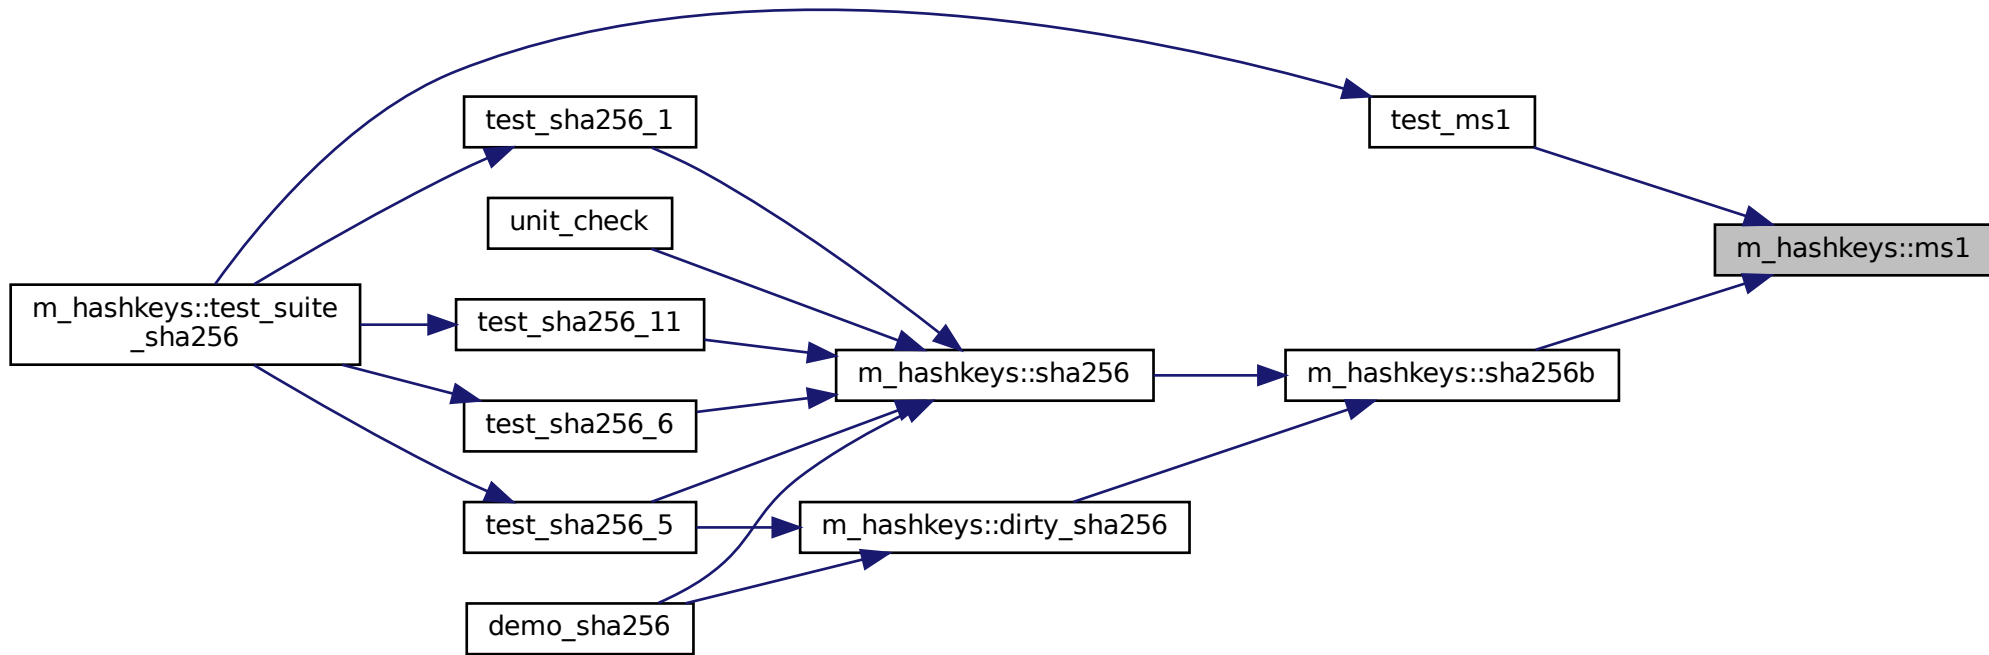 test_sha256_1
test_ms1
unit_check
m_hashkeys::ms1
m_hashkeys::test_suite
_sha256
test_sha256_11
m_hashkeys::sha256
m_hashkeys::sha256b
test_sha256_6
test_sha256_5
m_hashkeys::dirty_sha256
demo_sha256